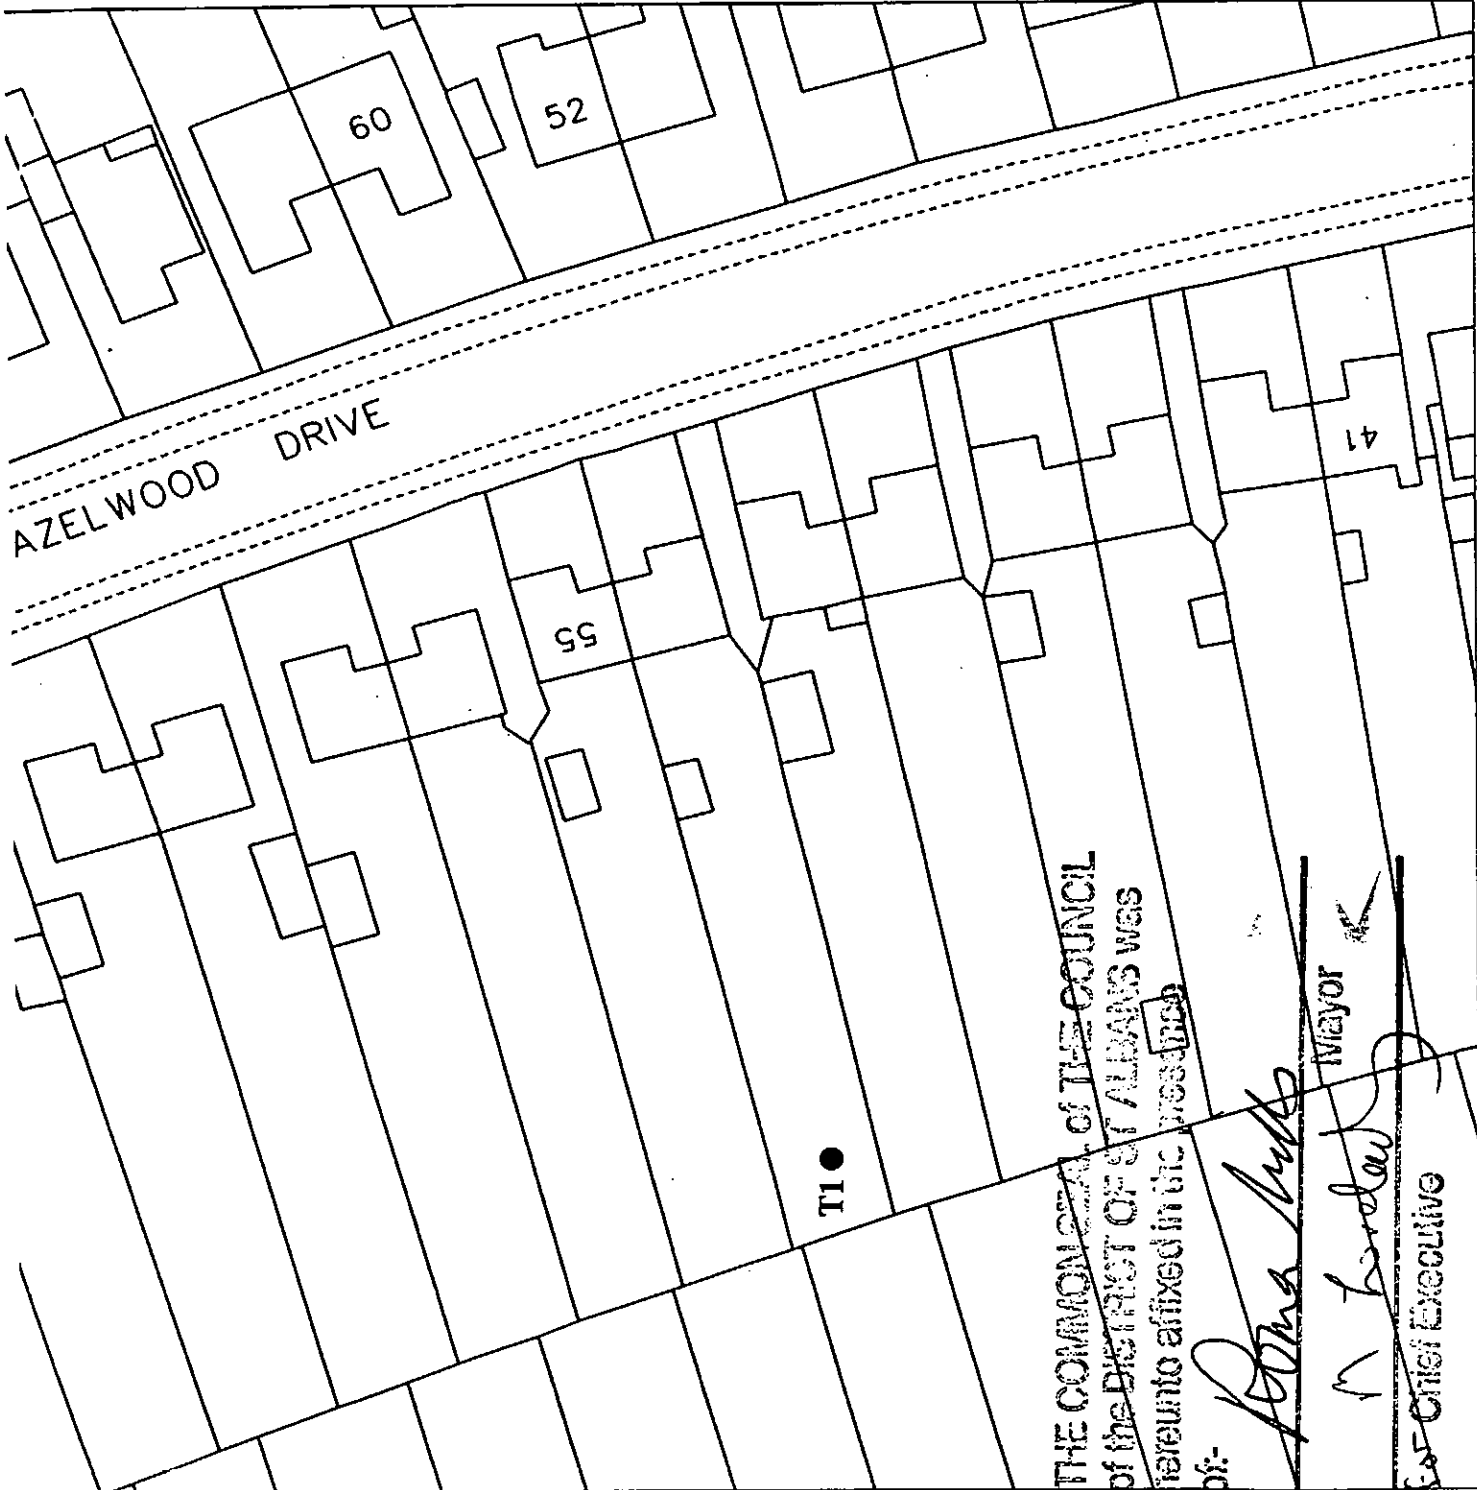 60
52
AZELWOOD DRIVE
55
41
T1
THE COMMON SEAL of THE COUNCIL
of the DISTRICT OF ST ALBANS was
hereunto affixed in the presence
of:-
Mayor
for Chief Executive